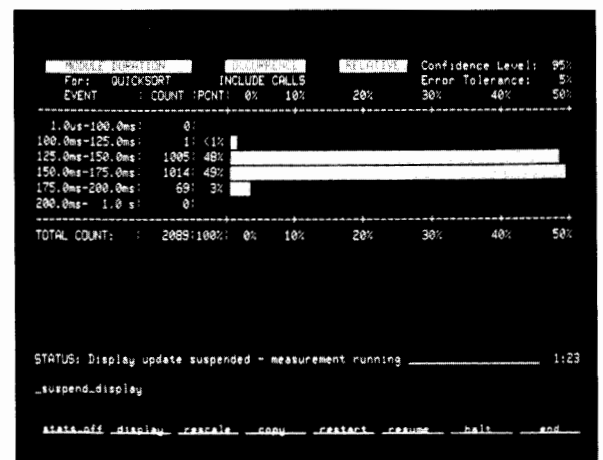 MODULE DURATION OCCURRENCE RELATIVE Confidence Level: 95%
For: QUICKSORT INCLUDE CALLS Error Tolerance: 5%
EVENT : COUNT :PCNT: 0% 10% 20% 30% 40% 50%
1.0us-100.0ms: 0:
100.0ms-125.0ms: 1: <1%
125.0ms-150.0ms: 1005: 48%
150.0ms-175.0ms: 1014: 49%
175.0ms-200.0ms: 69: 3%
200.0ms- 1.0 s: 0:
TOTAL COUNT: : 2089:100%: 0% 10% 20% 30% 40% 50%
STATUS: Display update suspended - measurement running 1:23
_suspend_display
stats_off display rescale copy restart resume halt end